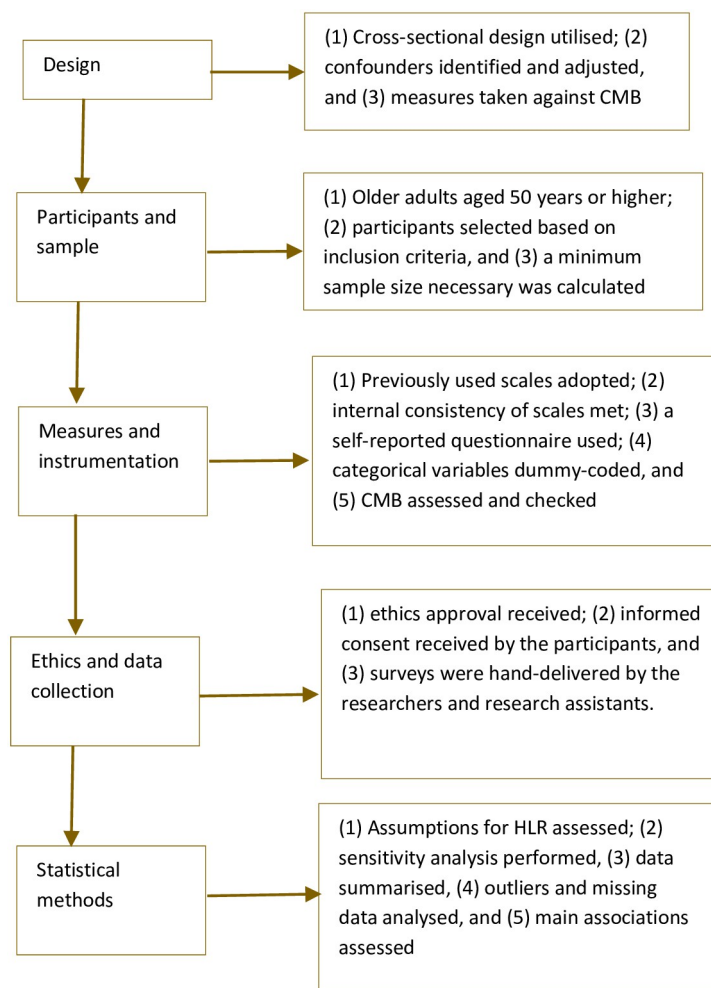 Design
(1) Cross-sectional design utilised; (2)
confounders identified and adjusted,
and (3) measures taken against CMB
Participants and
sample
(1) Older adults aged 50 years or higher;
(2) participants selected based on
inclusion criteria, and (3) a minimum
sample size necessary was calculated
Measures and
instrumentation
(1) Previously used scales adopted; (2)
internal consistency of scales met; (3) a
self-reported questionnaire used; (4)
categorical variables dummy-coded, and
(5) CMB assessed and checked
Ethics and data
collection
(1) ethics approval received; (2) informed
consent received by the participants, and
(3) surveys were hand-delivered by the
researchers and research assistants.
Statistical
methods
(1) Assumptions for HLR assessed; (2)
sensitivity analysis performed, (3) data
summarised, (4) outliers and missing
data analysed, and (5) main associations
assessed